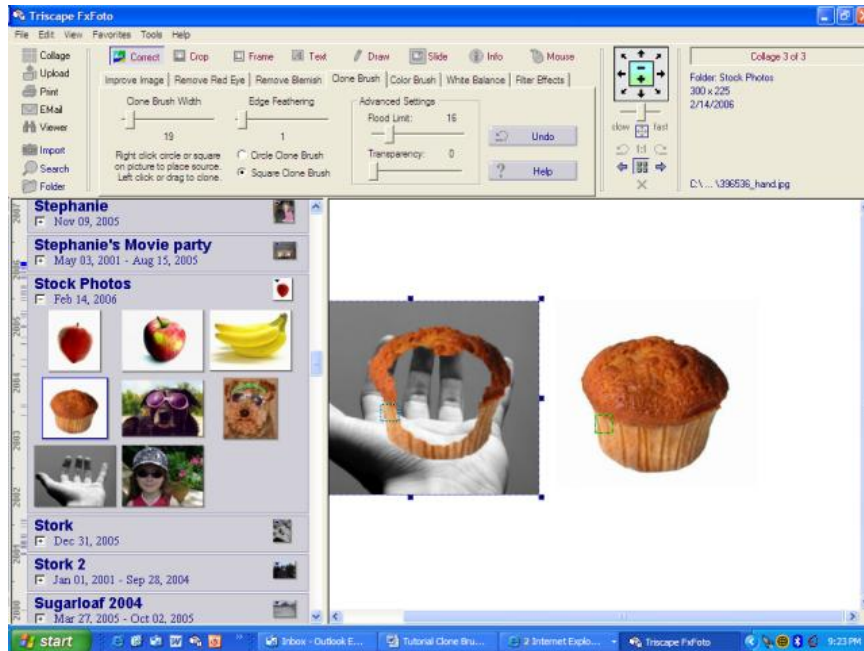 Triscape FxFoto
File Edit View Favorites Tools Help
Collage
Upload
Print
EMail
Viewer
Import
Search
Folder
Correct Crop Frame Text Draw Slide Info Mouse
Improve Image Remove Red Eye Remove Blemish Clone Brush Color Brush White Balance Filter Effects
Clone Brush Width
19
Right click circle or square
on picture to place source.
Left click or drag to clone.
Edge Feathering
1
Circle Clone Brush
Square Clone Brush
Advanced Settings
Flood Limit: 16
Transparency: 0
Undo
Help
slow fast
1:1
Collage 3 of 3
Folder: Stock Photos
300 x 225
2/14/2006
C:\ ... \396536_hand.jpg
2007
2006
2005
2004
2003
2002
2001
2000
Stephanie
Nov 09, 2005
Stephanie's Movie party
May 03, 2001 - Aug 15, 2005
Stock Photos
Feb 14, 2006
Stork
Dec 31, 2005
Stork 2
Jan 01, 2001 - Sep 28, 2004
Sugarloaf 2004
Mar 27, 2005 - Oct 02, 2005
start
Inbox - Outlook E...
Tutorial Clone Bru...
2 Internet Explo...
Triscape FxFoto
9:23 PM